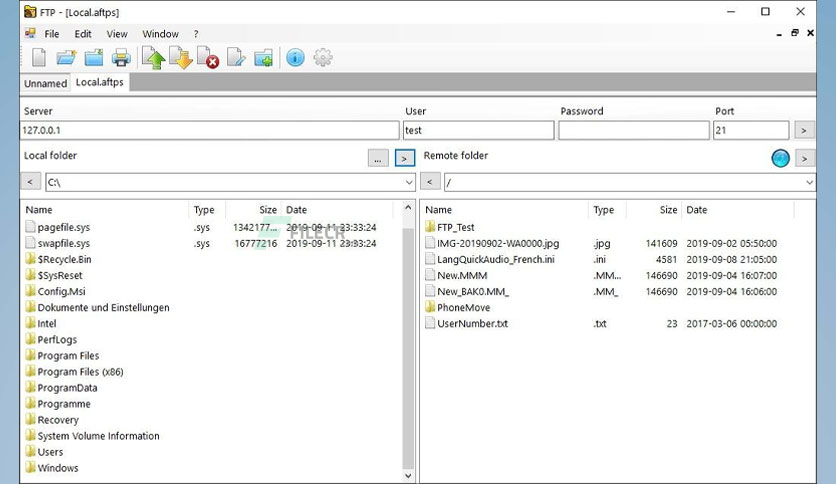 FTP - [Local.aftps]
File Edit View Window ?
Unnamed Local.aftps
Server User Password Port
127.0.0.1 test 21 >
Local folder ... > Remote folder >
< C:\ < /
Name Type Size Date Name Type Size Date
pagefile.sys .sys 1342177... 2019-09-11 23:33:24
swapfile.sys .sys 16777216 2019-09-11 23:33:24
$Recycle.Bin
$SysReset
Config.Msi
Dokumente und Einstellungen
Intel
PerfLogs
Program Files
Program Files (x86)
ProgramData
Programme
Recovery
System Volume Information
Users
Windows
FTP_Test
IMG-20190902-WA0000.jpg .jpg 141609 2019-09-02 05:50:00
LangQuickAudio_French.ini .ini 4581 2019-09-08 21:05:00
New.MMM .MM... 146690 2019-09-04 16:07:00
New_BAK0.MM_ .MM_ 146690 2019-09-04 16:06:00
PhoneMove
UserNumber.txt .txt 23 2017-03-06 00:00:00
FILECR